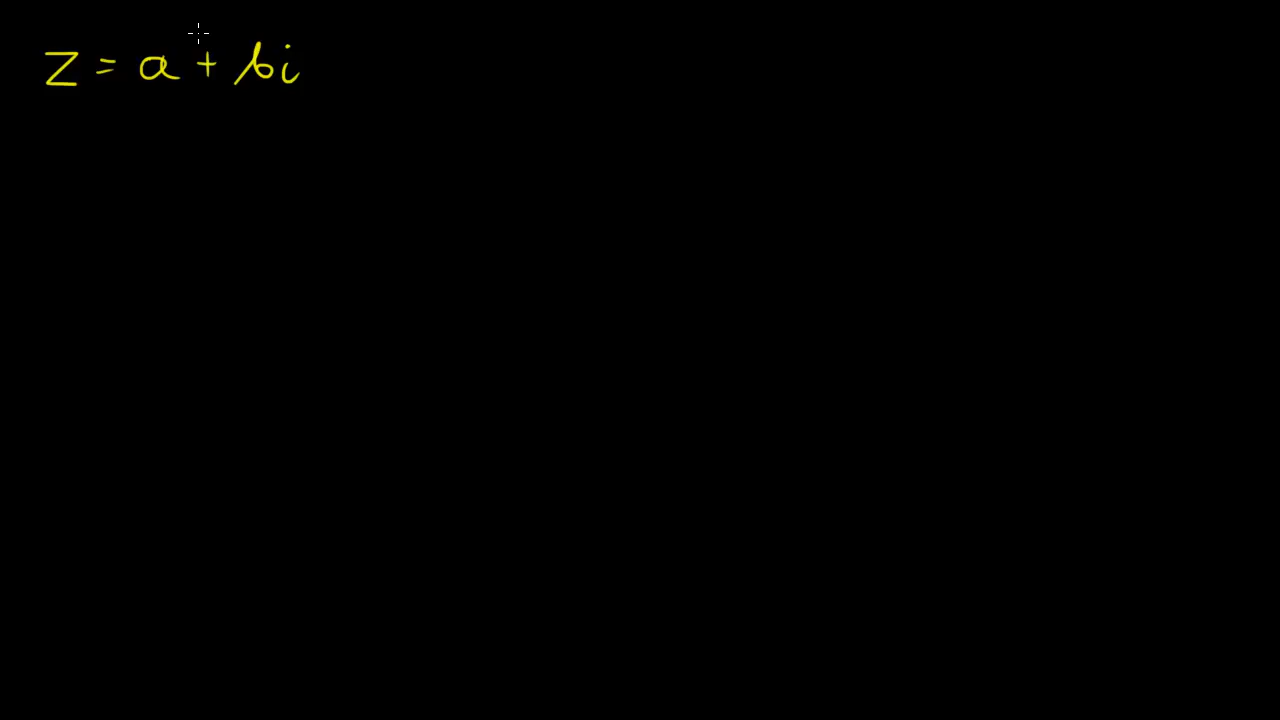 z = a + bi